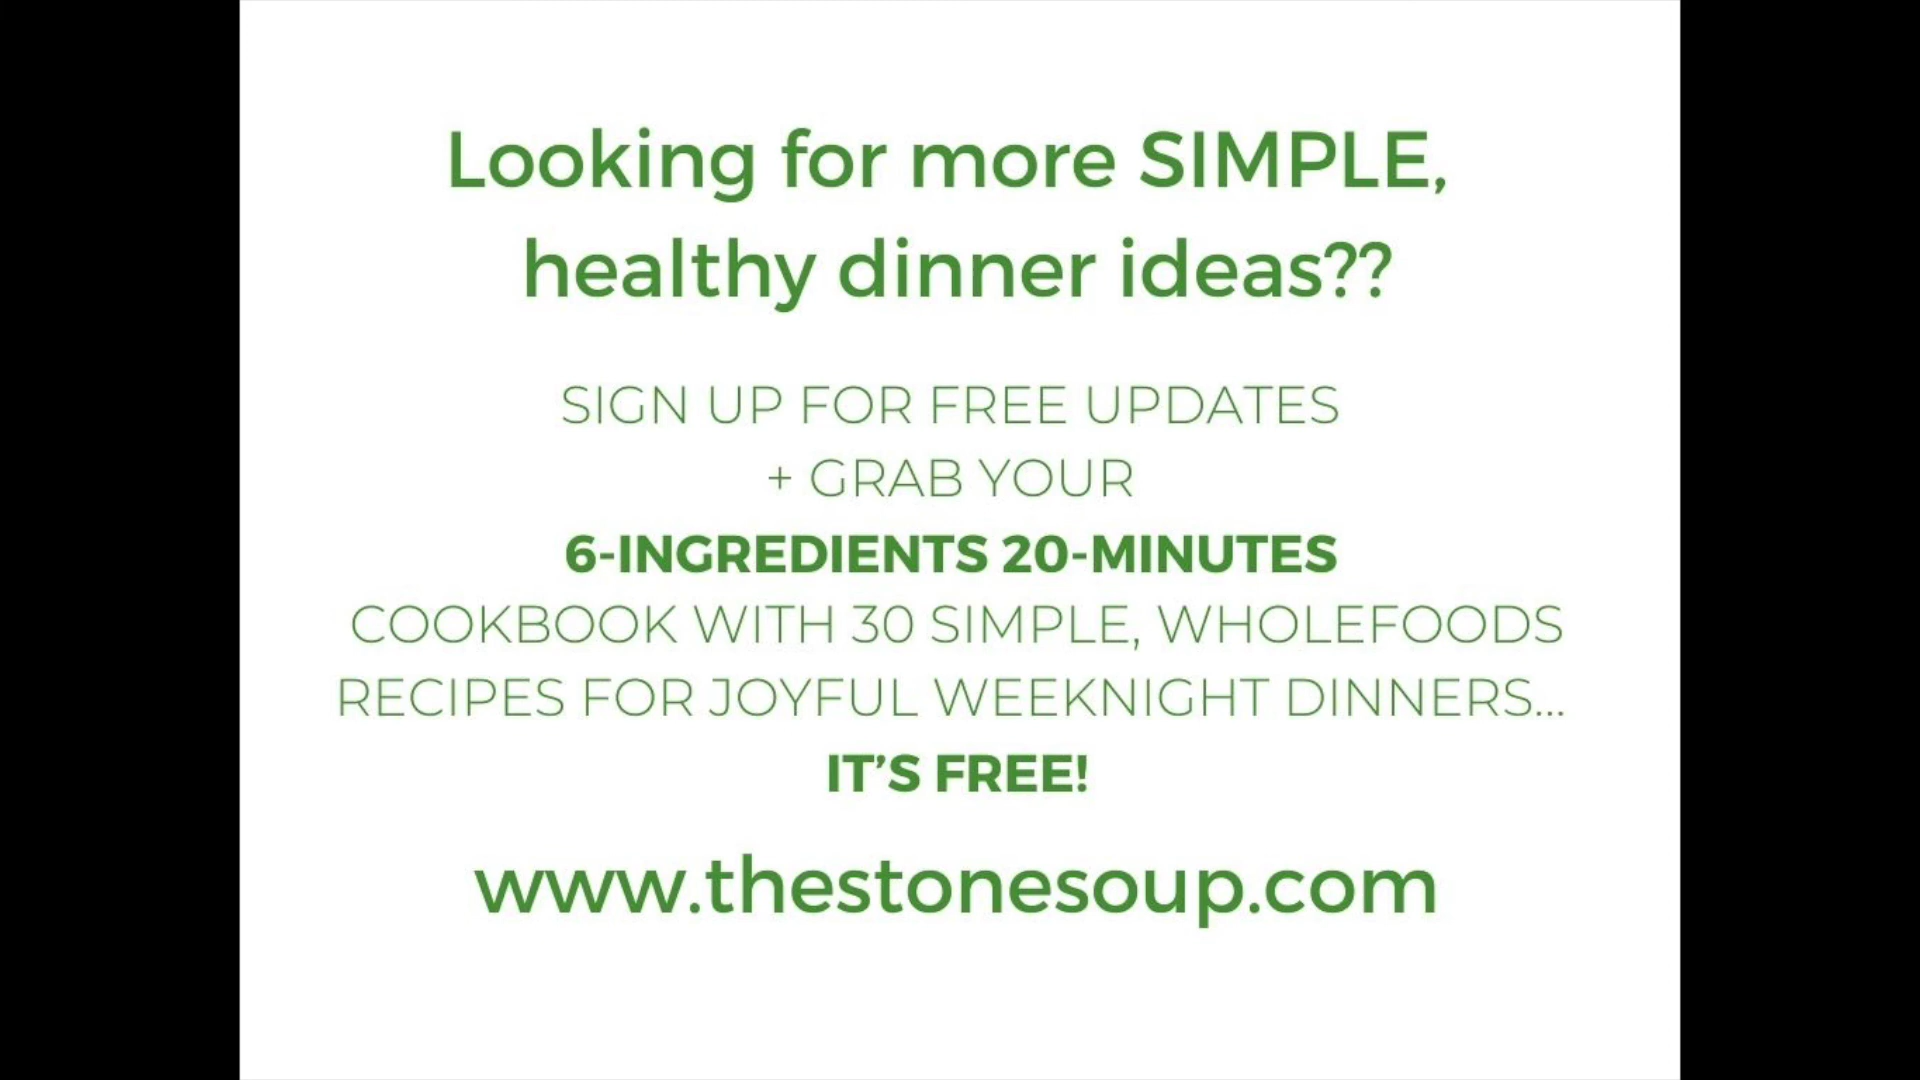 Looking for more SIMPLE,
healthy dinner ideas??
SIGN UP FOR FREE UPDATES
+ GRAB YOUR
6-INGREDIENTS 20-MINUTES
COOKBOOK WITH 30 SIMPLE, WHOLEFOODS
RECIPES FOR JOYFUL WEEKNIGHT DINNERS...
IT’S FREE!
www.thestonesoup.com